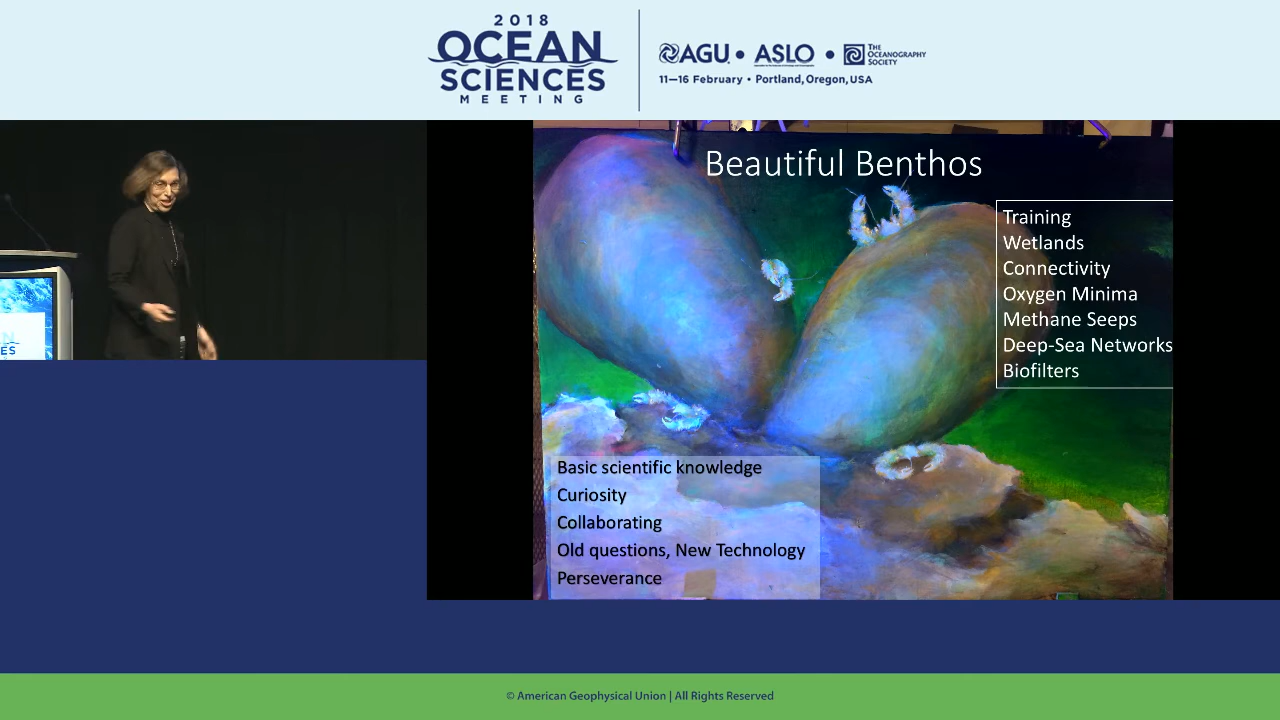 2018
OCEAN
SCIENCES
MEETING
AGU • ASLO • THE OCEANOGRAPHY SOCIETY
11—16 February • Portland, Oregon, USA
Beautiful Benthos
Training
Wetlands
Connectivity
Oxygen Minima
Methane Seeps
Deep-Sea Networks
Biofilters
Basic scientific knowledge
Curiosity
Collaborating
Old questions, New Technology
Perseverance
ES
© American Geophysical Union | All Rights Reserved